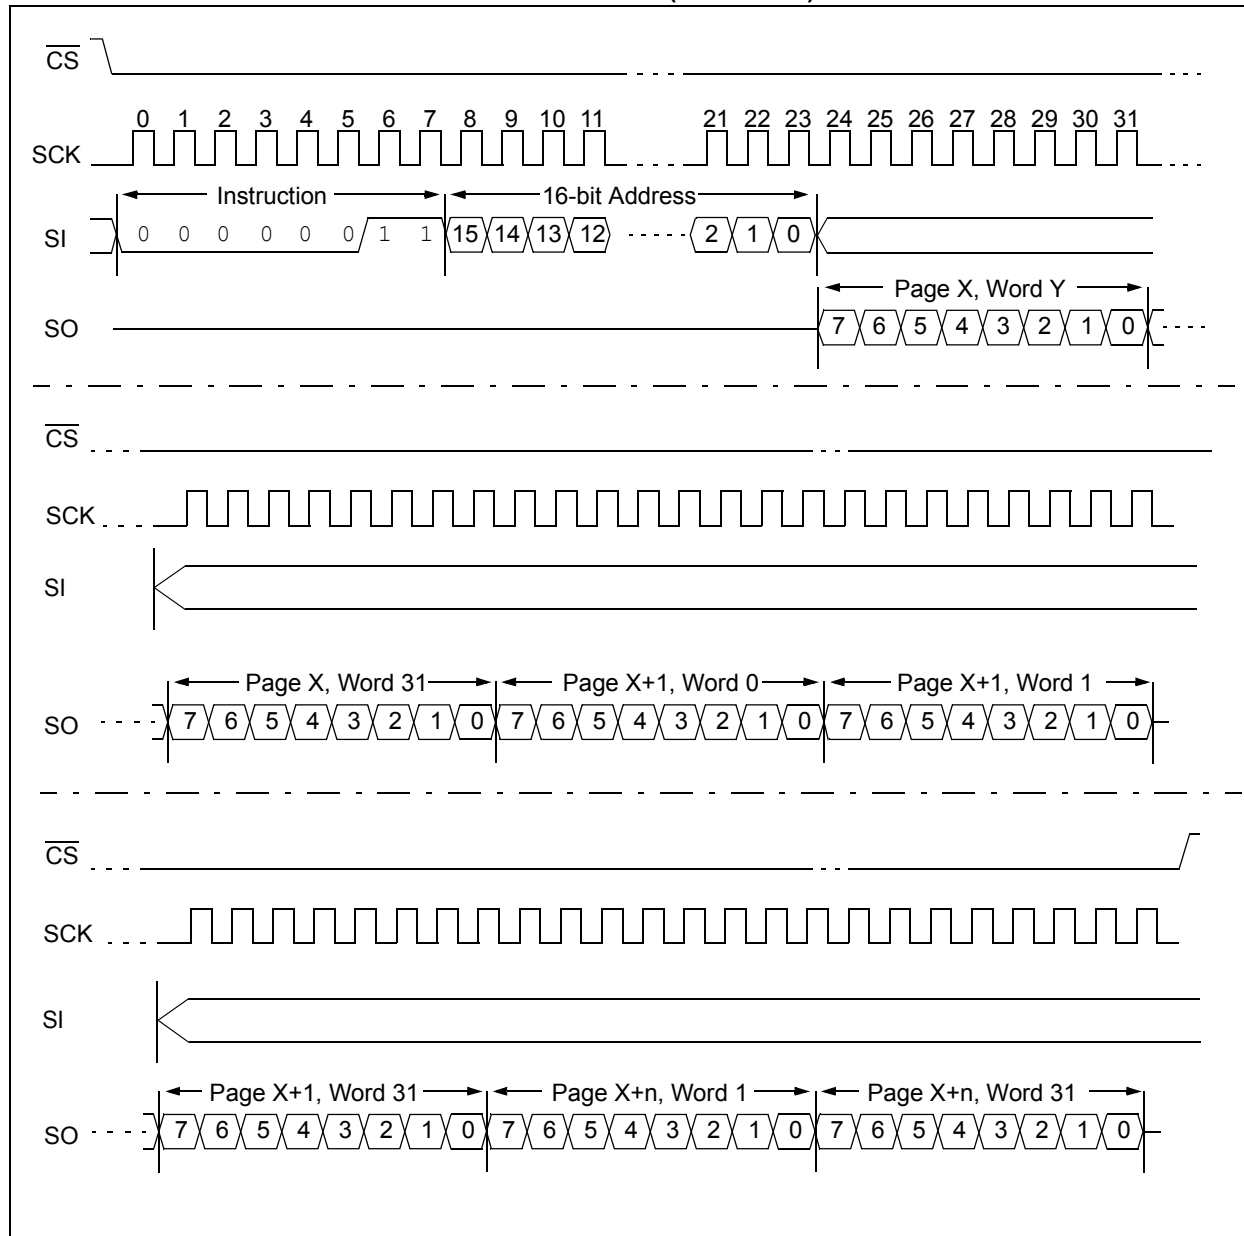 CS
0 1 2 3 4 5 6 7 8 9 10 11 21 22 23 24 25 26 27 28 29 30 31
SCK
Instruction 16-bit Address
SI 0 0 0 0 0 0 1 1 15 14 13 12 2 1 0
Page X, Word Y
SO 7 6 5 4 3 2 1 0
CS
SCK
SI
Page X, Word 31 Page X+1, Word 0 Page X+1, Word 1
SO 7 6 5 4 3 2 1 0 7 6 5 4 3 2 1 0 7 6 5 4 3 2 1 0
CS
SCK
SI
Page X+1, Word 31 Page X+n, Word 1 Page X+n, Word 31
SO 7 6 5 4 3 2 1 0 7 6 5 4 3 2 1 0 7 6 5 4 3 2 1 0